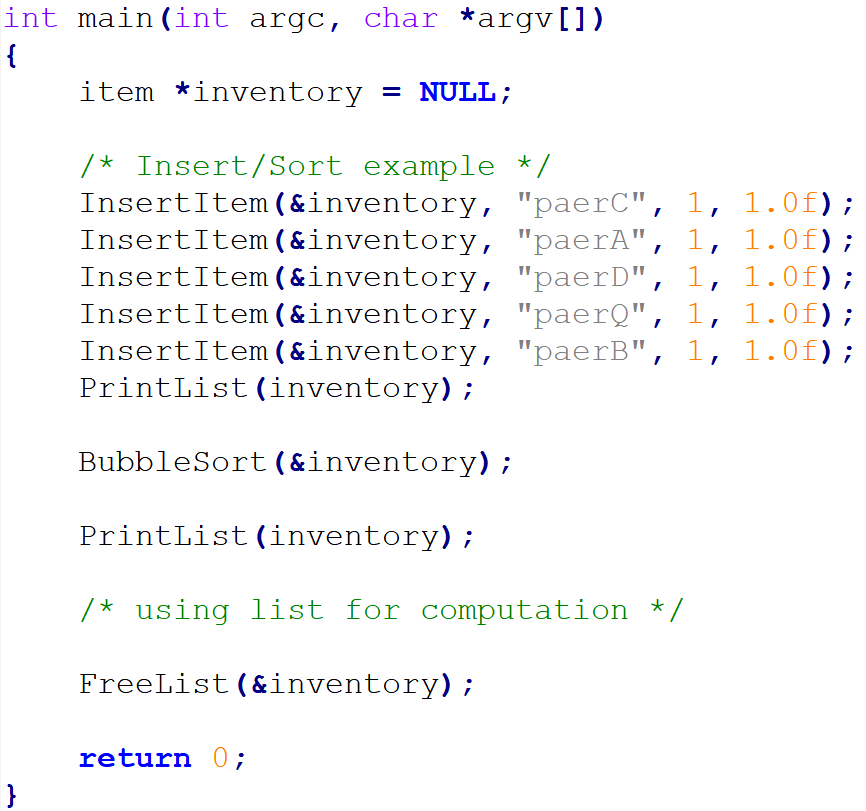 int main(int argc, char *argv[])
{
    item *inventory = NULL;

    /* Insert/Sort example */
    InsertItem(&inventory, "paerC", 1, 1.0f);
    InsertItem(&inventory, "paerA", 1, 1.0f);
    InsertItem(&inventory, "paerD", 1, 1.0f);
    InsertItem(&inventory, "paerQ", 1, 1.0f);
    InsertItem(&inventory, "paerB", 1, 1.0f);
    PrintList(inventory);

    BubbleSort(&inventory);

    PrintList(inventory);

    /* using list for computation */

    FreeList(&inventory);

    return 0;
}